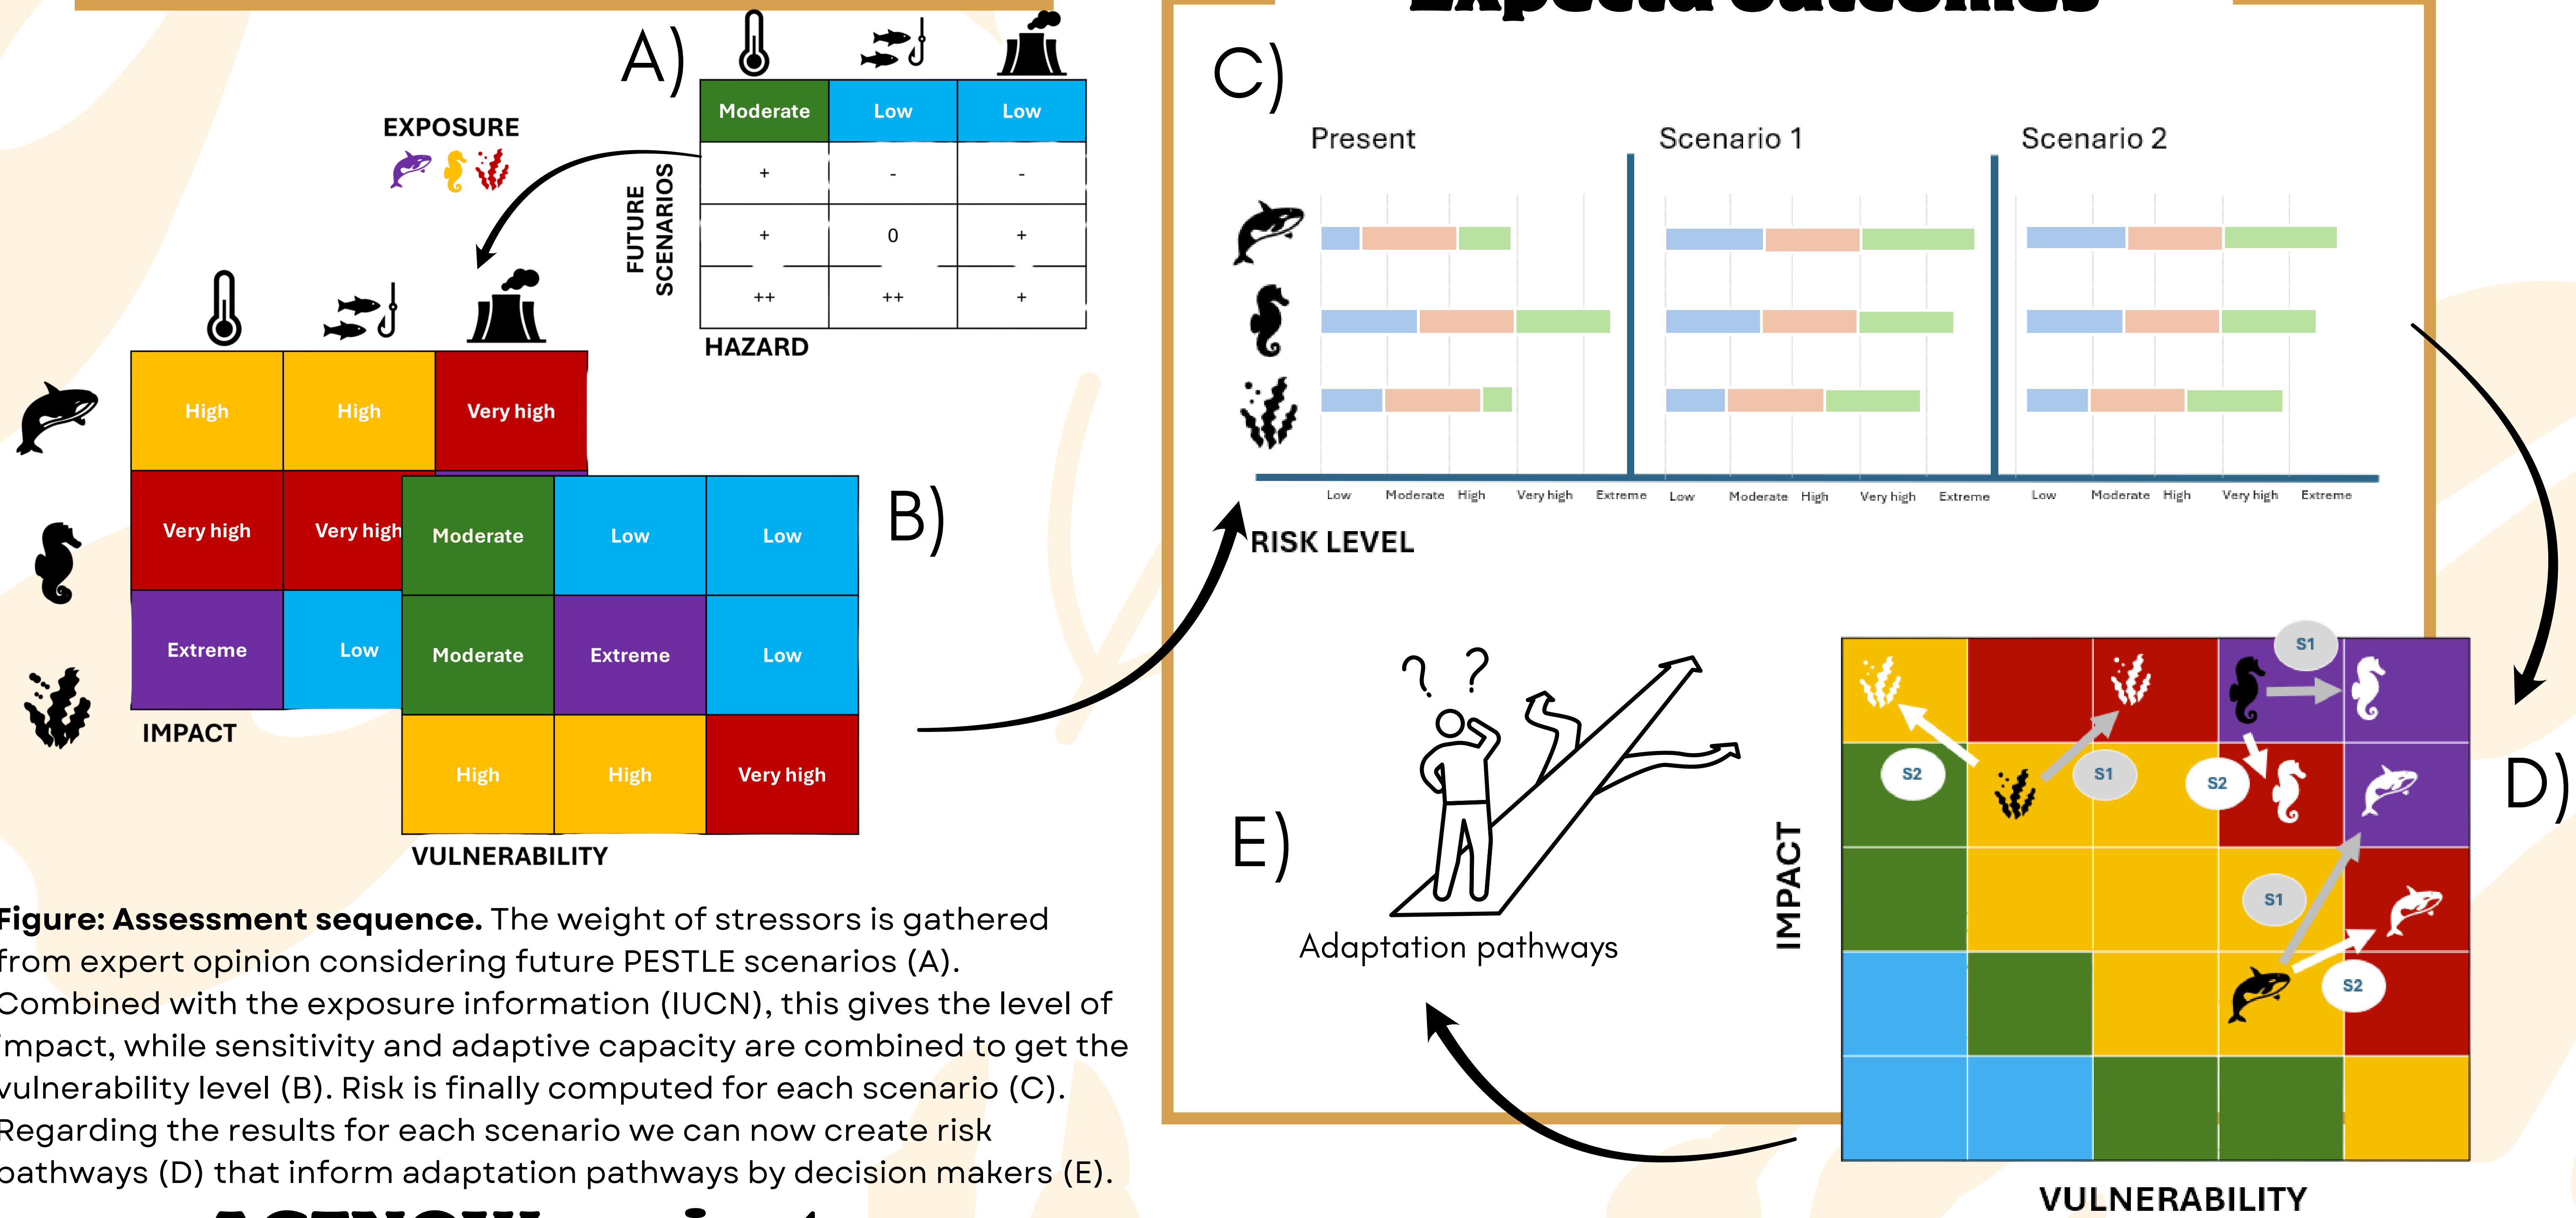 Expectd outcomes
A)
Moderate Low Low
+ - -
+ 0 +
++ ++ +
FUTURE
SCENARIOS
HAZARD
EXPOSURE
High High Very high
Very high Very high
Extreme Low
IMPACT
B)
Moderate Low Low
Moderate Extreme Low
High High Very high
VULNERABILITY
Figure: Assessment sequence. The weight of stressors is gathered
from expert opinion considering future PESTLE scenarios (A).
Combined with the exposure information (IUCN), this gives the level of
impact, while sensitivity and adaptive capacity are combined to get the
vulnerability level (B). Risk is finally computed for each scenario (C).
Regarding the results for each scenario we can now create risk
pathways (D) that inform adaptation pathways by decision makers (E).
C)
Present Scenario 1 Scenario 2
Low Moderate High Very high Extreme Low Moderate High Very high Extreme Low Moderate High Very high Extreme
RISK LEVEL
D)
S1
S2 S1 S2
S1
S2
IMPACT
VULNERABILITY
E)
? ?
Adaptation pathways